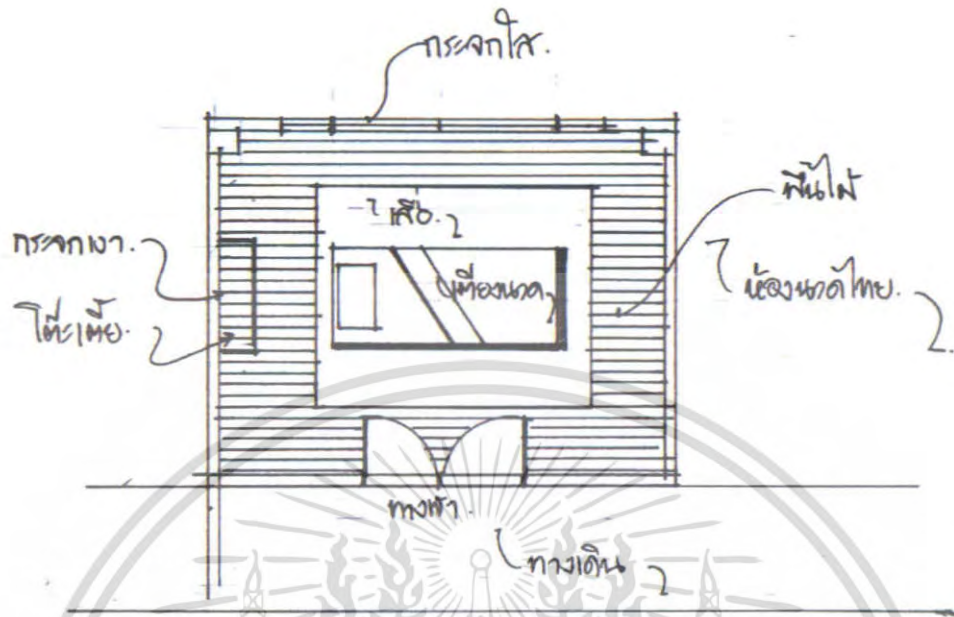 กระจกใส.
พื้นไม้
เสื่อ.
กระจกเงา.
เตียงนวด
ห้องนวดไทย.
โต๊ะเตี้ย.
ทางเข้า.
ทางเดิน